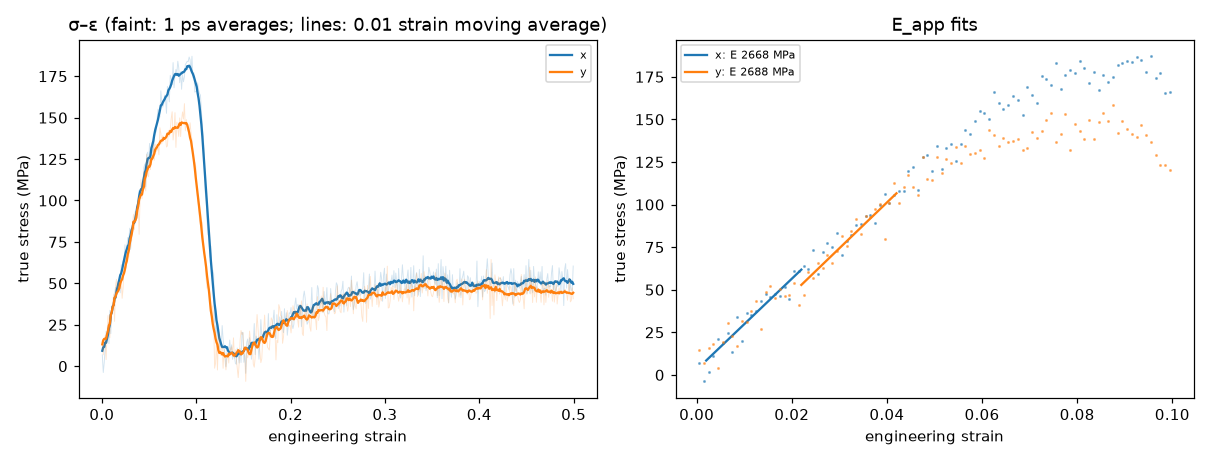 σ–ε (faint: 1 ps averages; lines: 0.01 strain moving average)
x
y
true stress (MPa)
175
150
125
100
75
50
25
0
0.0
0.1
0.2
0.3
0.4
0.5
engineering strain
E_app fits
x: E 2668 MPa
y: E 2688 MPa
true stress (MPa)
175
150
125
100
75
50
25
0
0.00
0.02
0.04
0.06
0.08
0.10
engineering strain